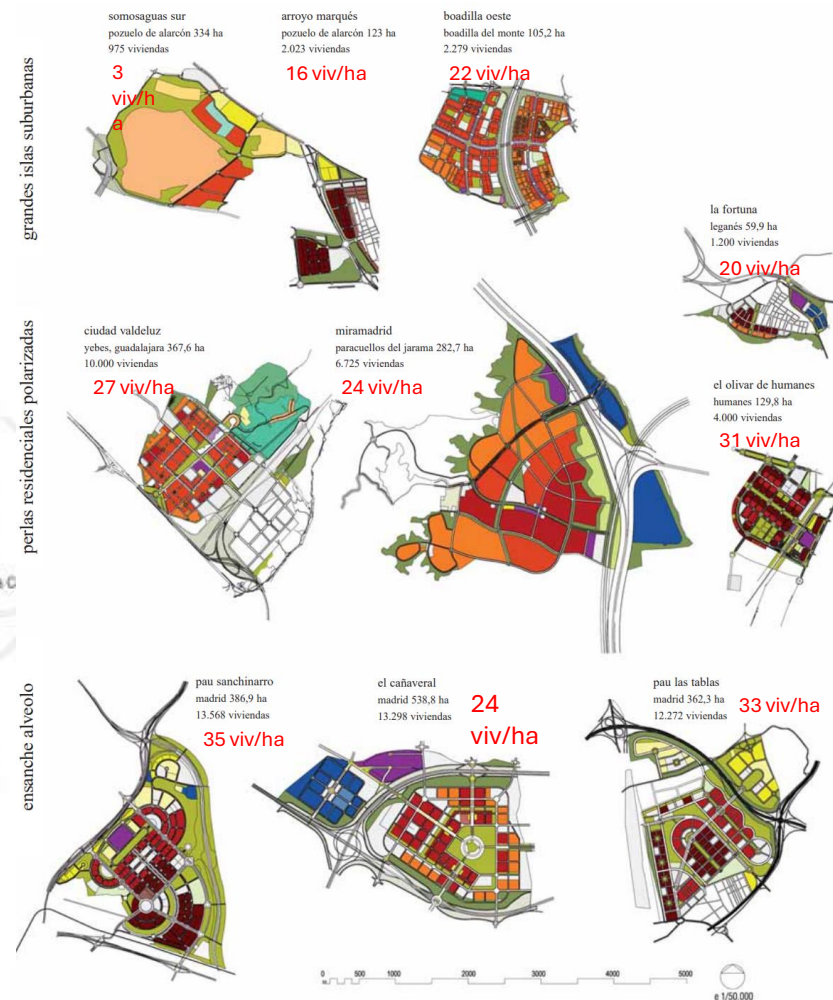 grandes islas suburbanas
somosaguas sur
pozuelo de alarcón 334 ha
975 viviendas
3
viv/h
a
arroyo marqués
pozuelo de alarcón 123 ha
2.023 viviendas
16 viv/ha
boadilla oeste
boadilla del monte 105,2 ha
2.279 viviendas
22 viv/ha
la fortuna
leganés 59,9 ha
1.200 viviendas
20 viv/ha
perlas residenciales polarizadas
ciudad valdeluz
yebes, guadalajara 367,6 ha
10.000 viviendas
27 viv/ha
miramadrid
paracuellos del jarama 282,7 ha
6.725 viviendas
24 viv/ha
el olivar de humanes
humanes 129,8 ha
4.000 viviendas
31 viv/ha
ensanche alveolo
pau sanchinarro
madrid 386,9 ha
13.568 viviendas
35 viv/ha
el cañaveral
madrid 538,8 ha
13.298 viviendas
24
viv/ha
pau las tablas
madrid 362,3 ha
12.272 viviendas
33 viv/ha
0 500 1000 2000 3000 4000 5000
m
e 1/50.000